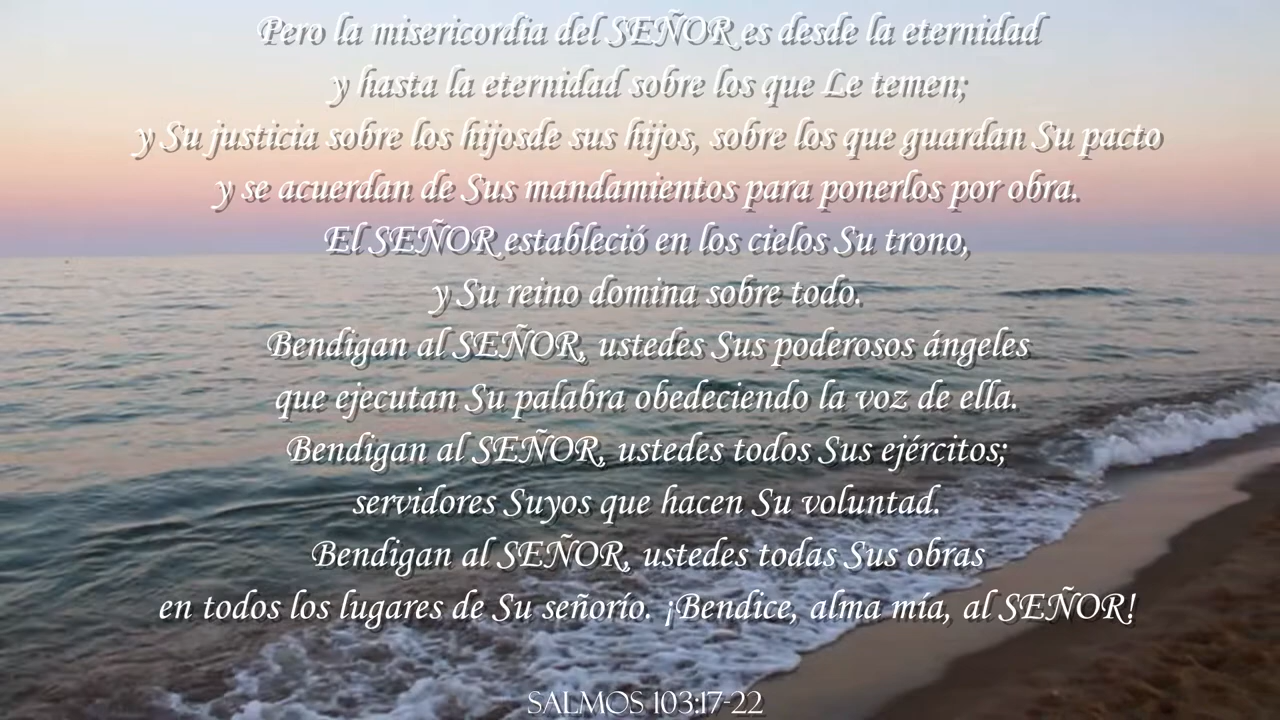 Pero la misericordia del SEÑOR es desde la eternidad
y hasta la eternidad sobre los que Le temen;
y Su justicia sobre los hijosde sus hijos, sobre los que guardan Su pacto
y se acuerdan de Sus mandamientos para ponerlos por obra.
El SEÑOR estableció en los cielos Su trono,
y Su reino domina sobre todo.
Bendigan al SEÑOR, ustedes Sus poderosos ángeles
que ejecutan Su palabra obedeciendo la voz de ella.
Bendigan al SEÑOR, ustedes todos Sus ejércitos;
servidores Suyos que hacen Su voluntad.
Bendigan al SEÑOR, ustedes todas Sus obras
en todos los lugares de Su señorío. ¡Bendice, alma mía, al SEÑOR!
SALMOS 103:17-22